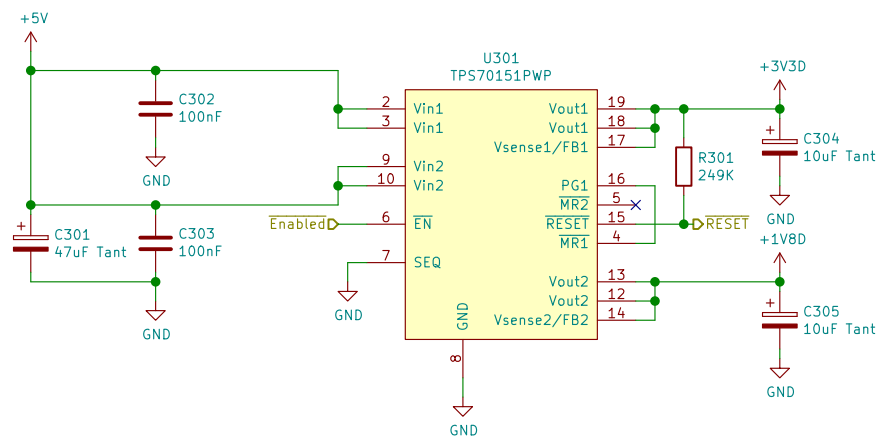 +5V
U301
TPS70151PWP
+3V3D
C302
100nF
GND
2 Vin1
3 Vin1
9 Vin2
10 Vin2
Enabled 6 EN
7 SEQ
GND
C301
47uF Tant
C303
100nF
GND
GND
8
GND
Vout1 19
Vout1 18
Vsense1/FB1 17
PG1 16
MR2 5
RESET 15
MR1 4
Vout2 13
Vout2 12
Vsense2/FB2 14
R301
249K
RESET
C304
10uF Tant
GND
+1V8D
C305
10uF Tant
GND